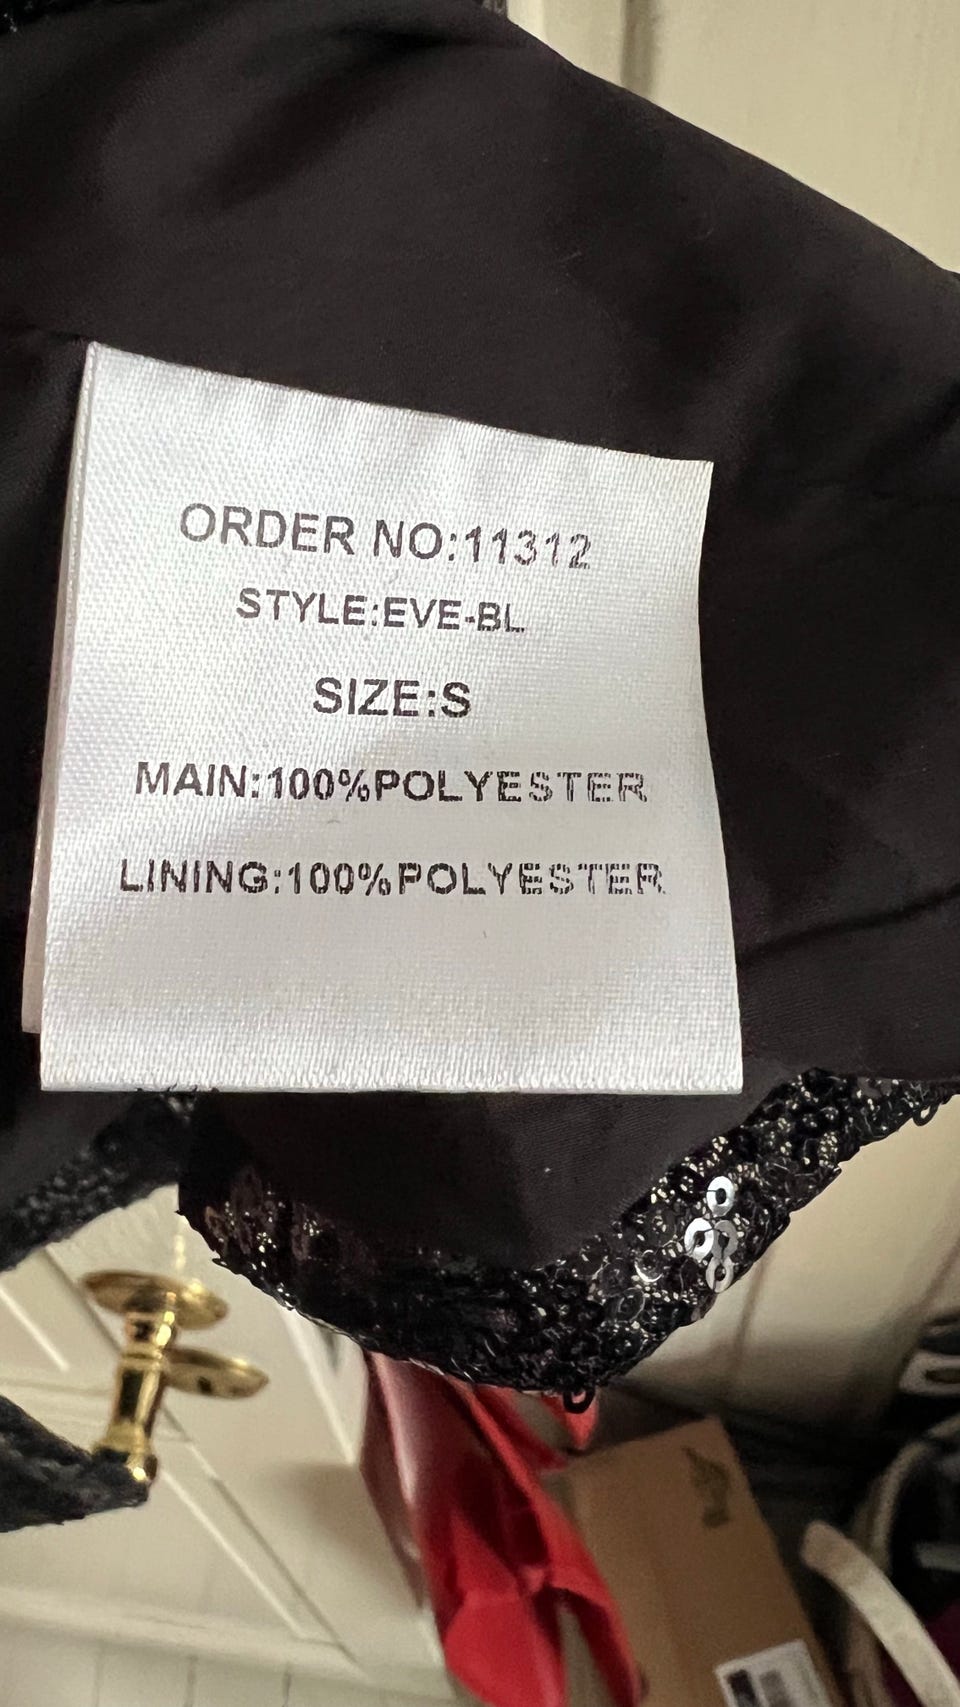 ORDER NO:11312
STYLE:EVE-BL
SIZE:S
MAIN:100%POLYESTER
LINING:100%POLYESTER